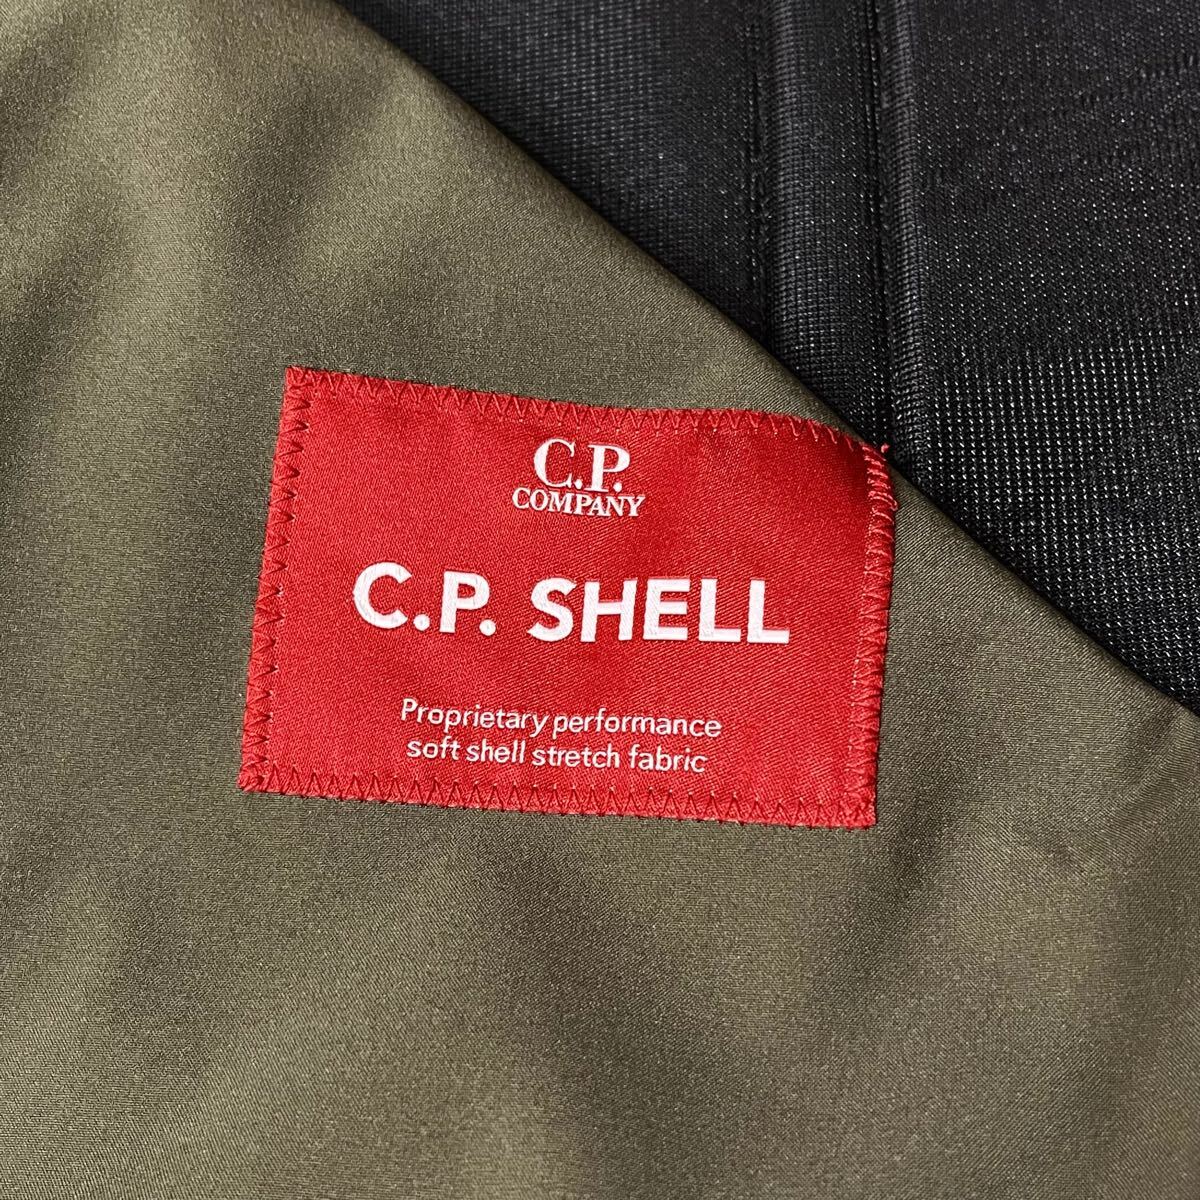 C.P.
COMPANY
C.P. SHELL
Proprietary performance
soft shell stretch fabric